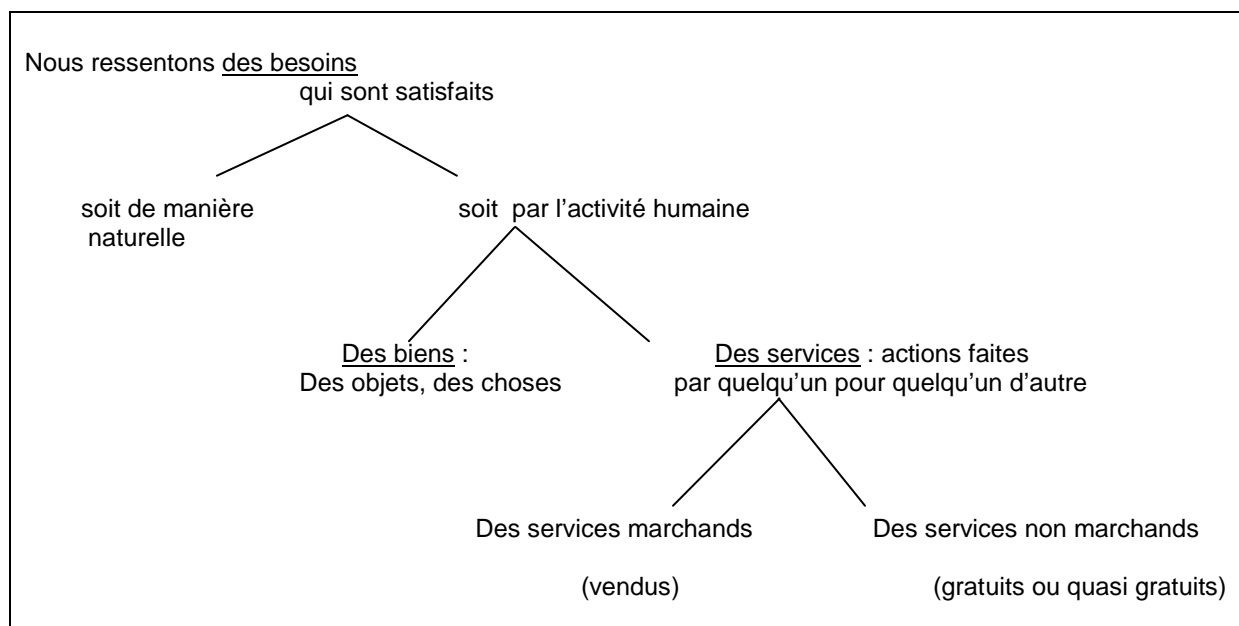 Nous ressentons des besoins
qui sont satisfaits
soit de manière
naturelle
soit par l’activité humaine
Des biens :
Des objets, des choses
Des services : actions faites
par quelqu’un pour quelqu’un d’autre
Des services marchands
(vendus)
Des services non marchands
(gratuits ou quasi gratuits)